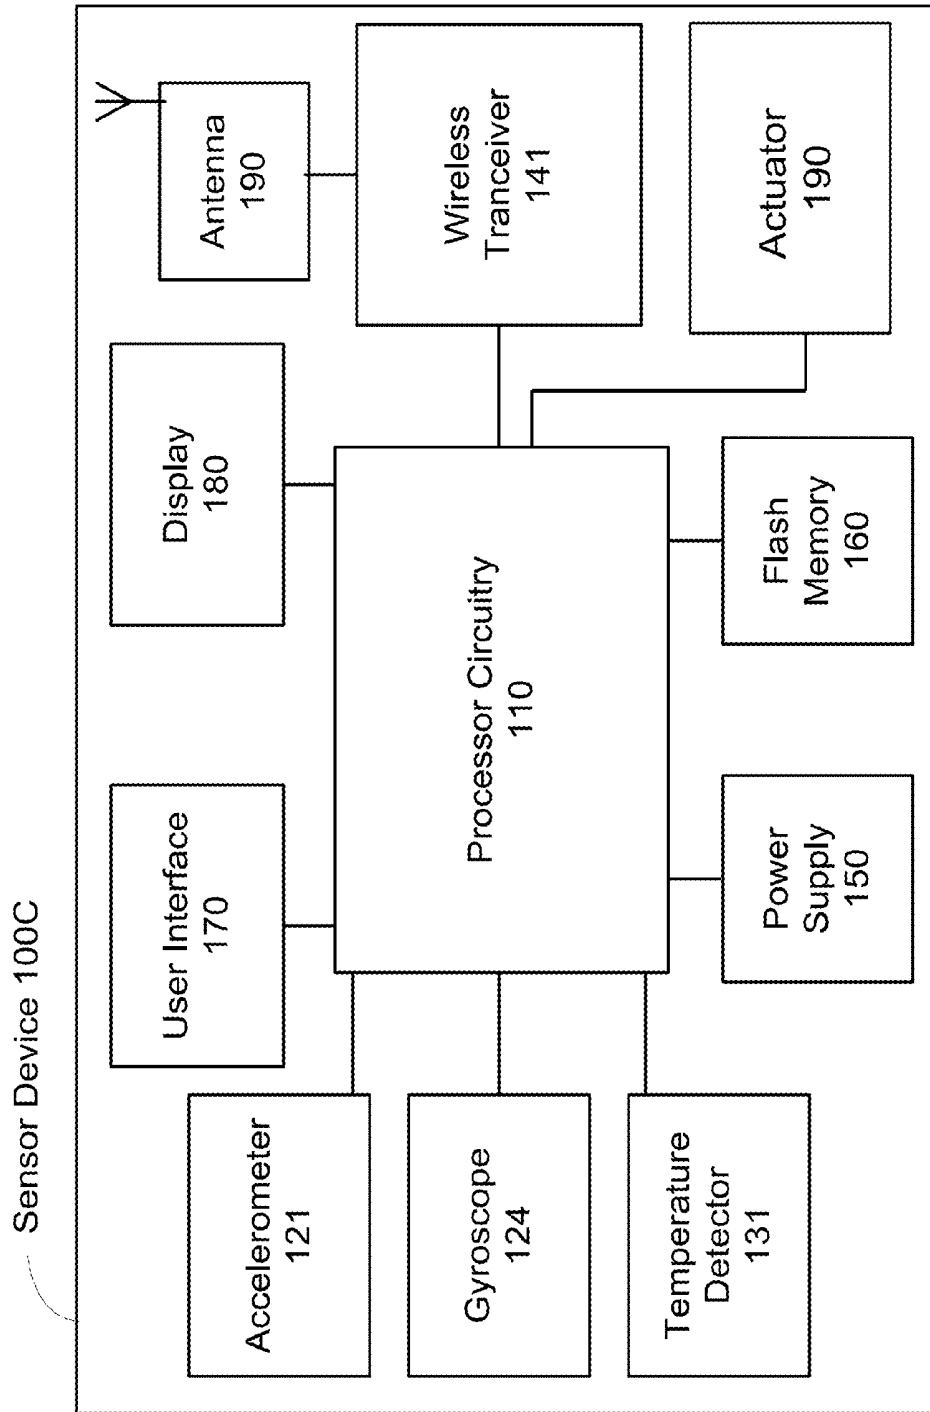 Sensor Device 100C
User Interface
170
Display
180
Antenna
190
Accelerometer
121
Gyroscope
124
Temperature
Detector
131
Processor Circuitry
110
Wireless
Tranceiver
141
Actuator
190
Power
Supply
150
Flash
Memory
160